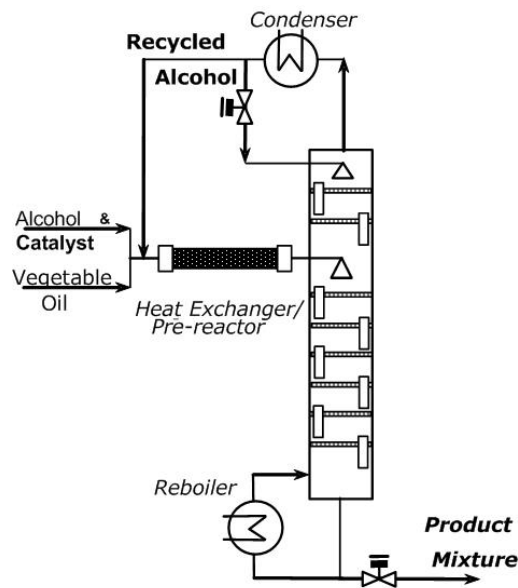 Condenser
Recycled
Alcohol
Alcohol &
Catalyst
Vegetable
Oil
Heat Exchanger/
Pre-reactor
Reboiler
Product
Mixture